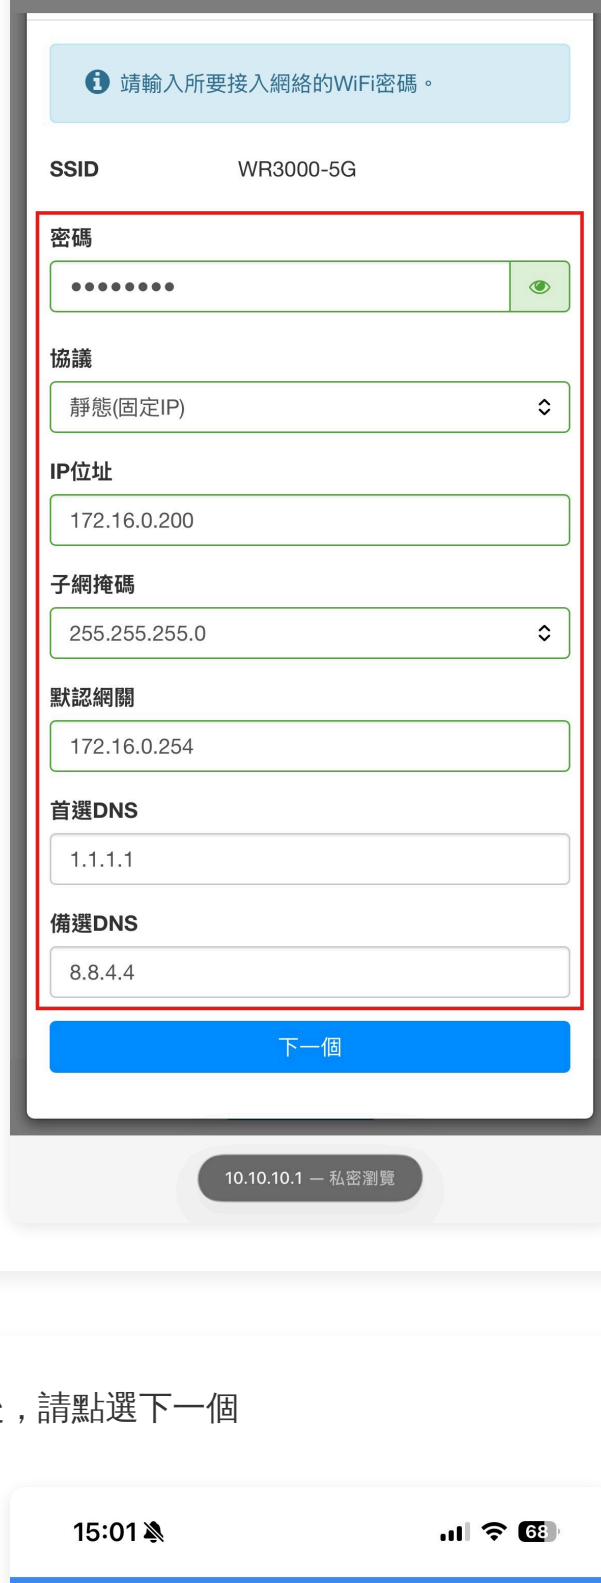 請輸入所要接入網絡的WiFi密碼。
SSID WR3000-5G
密碼
••••••••
協議
靜態(固定IP)
IP位址
172.16.0.200
子網掩碼
255.255.255.0
默認網關
172.16.0.254
首選DNS
1.1.1.1
備選DNS
8.8.4.4
下一個
10.10.10.1 — 私密瀏覽
，請點選下一個
15:01 68